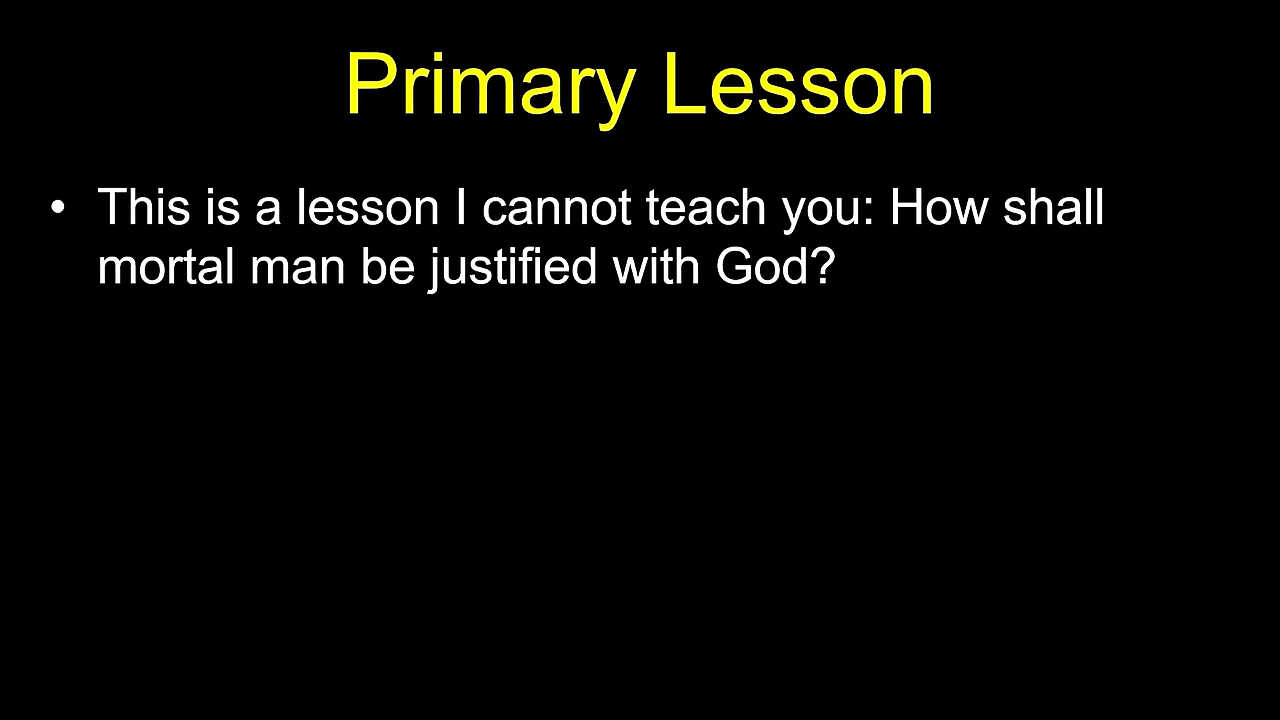 Primary Lesson
• This is a lesson I cannot teach you: How shall
mortal man be justified with God?